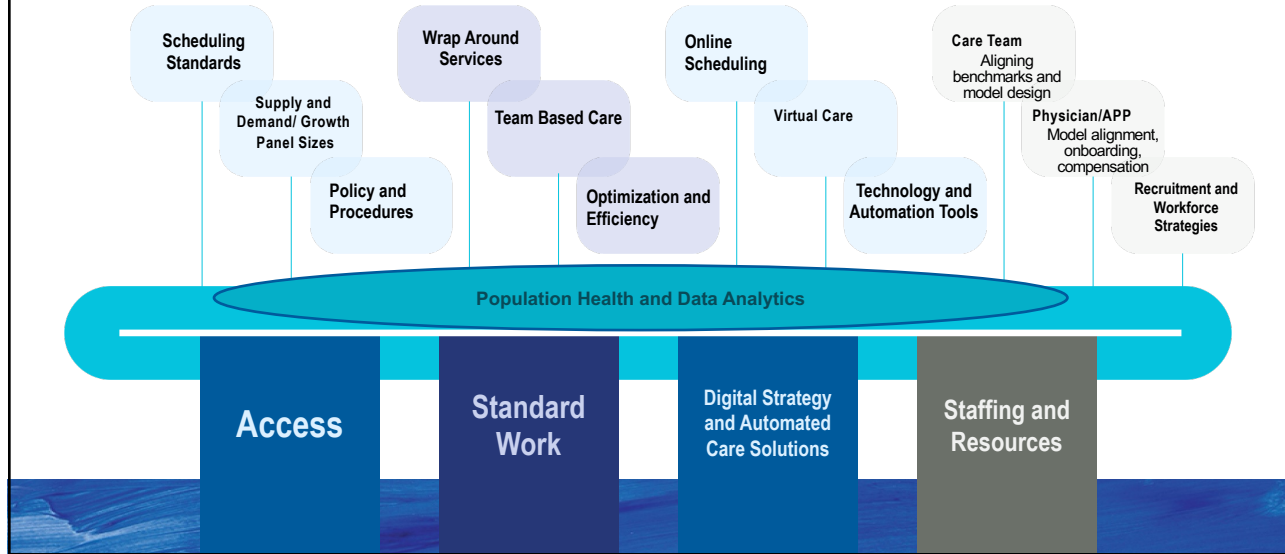 Scheduling
Standards
Supply and
Demand/ Growth
Panel Sizes
Policy and
Procedures
Wrap Around
Services
Team Based Care
Optimization and
Efficiency
Online
Scheduling
Virtual Care
Technology and
Automation Tools
Care Team
Aligning
benchmarks and
model design
Physician/APP
Model alignment,
onboarding,
compensation
Recruitment and
Workforce
Strategies
Population Health and Data Analytics
Access
Standard
Work
Digital Strategy
and Automated
Care Solutions
Staffing and
Resources